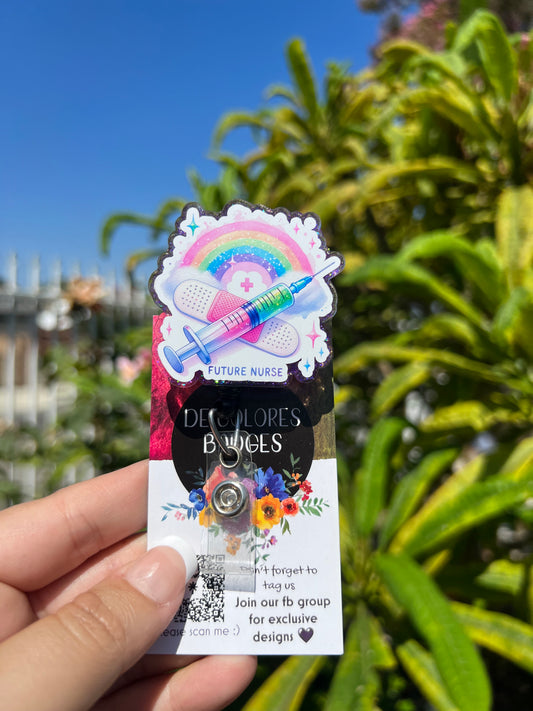 FUTURE NURSE
DE COLORES
BADGES
Don't forget to
tag us
Join our fb group
for exclusive
designs 🖤
Please scan me :)